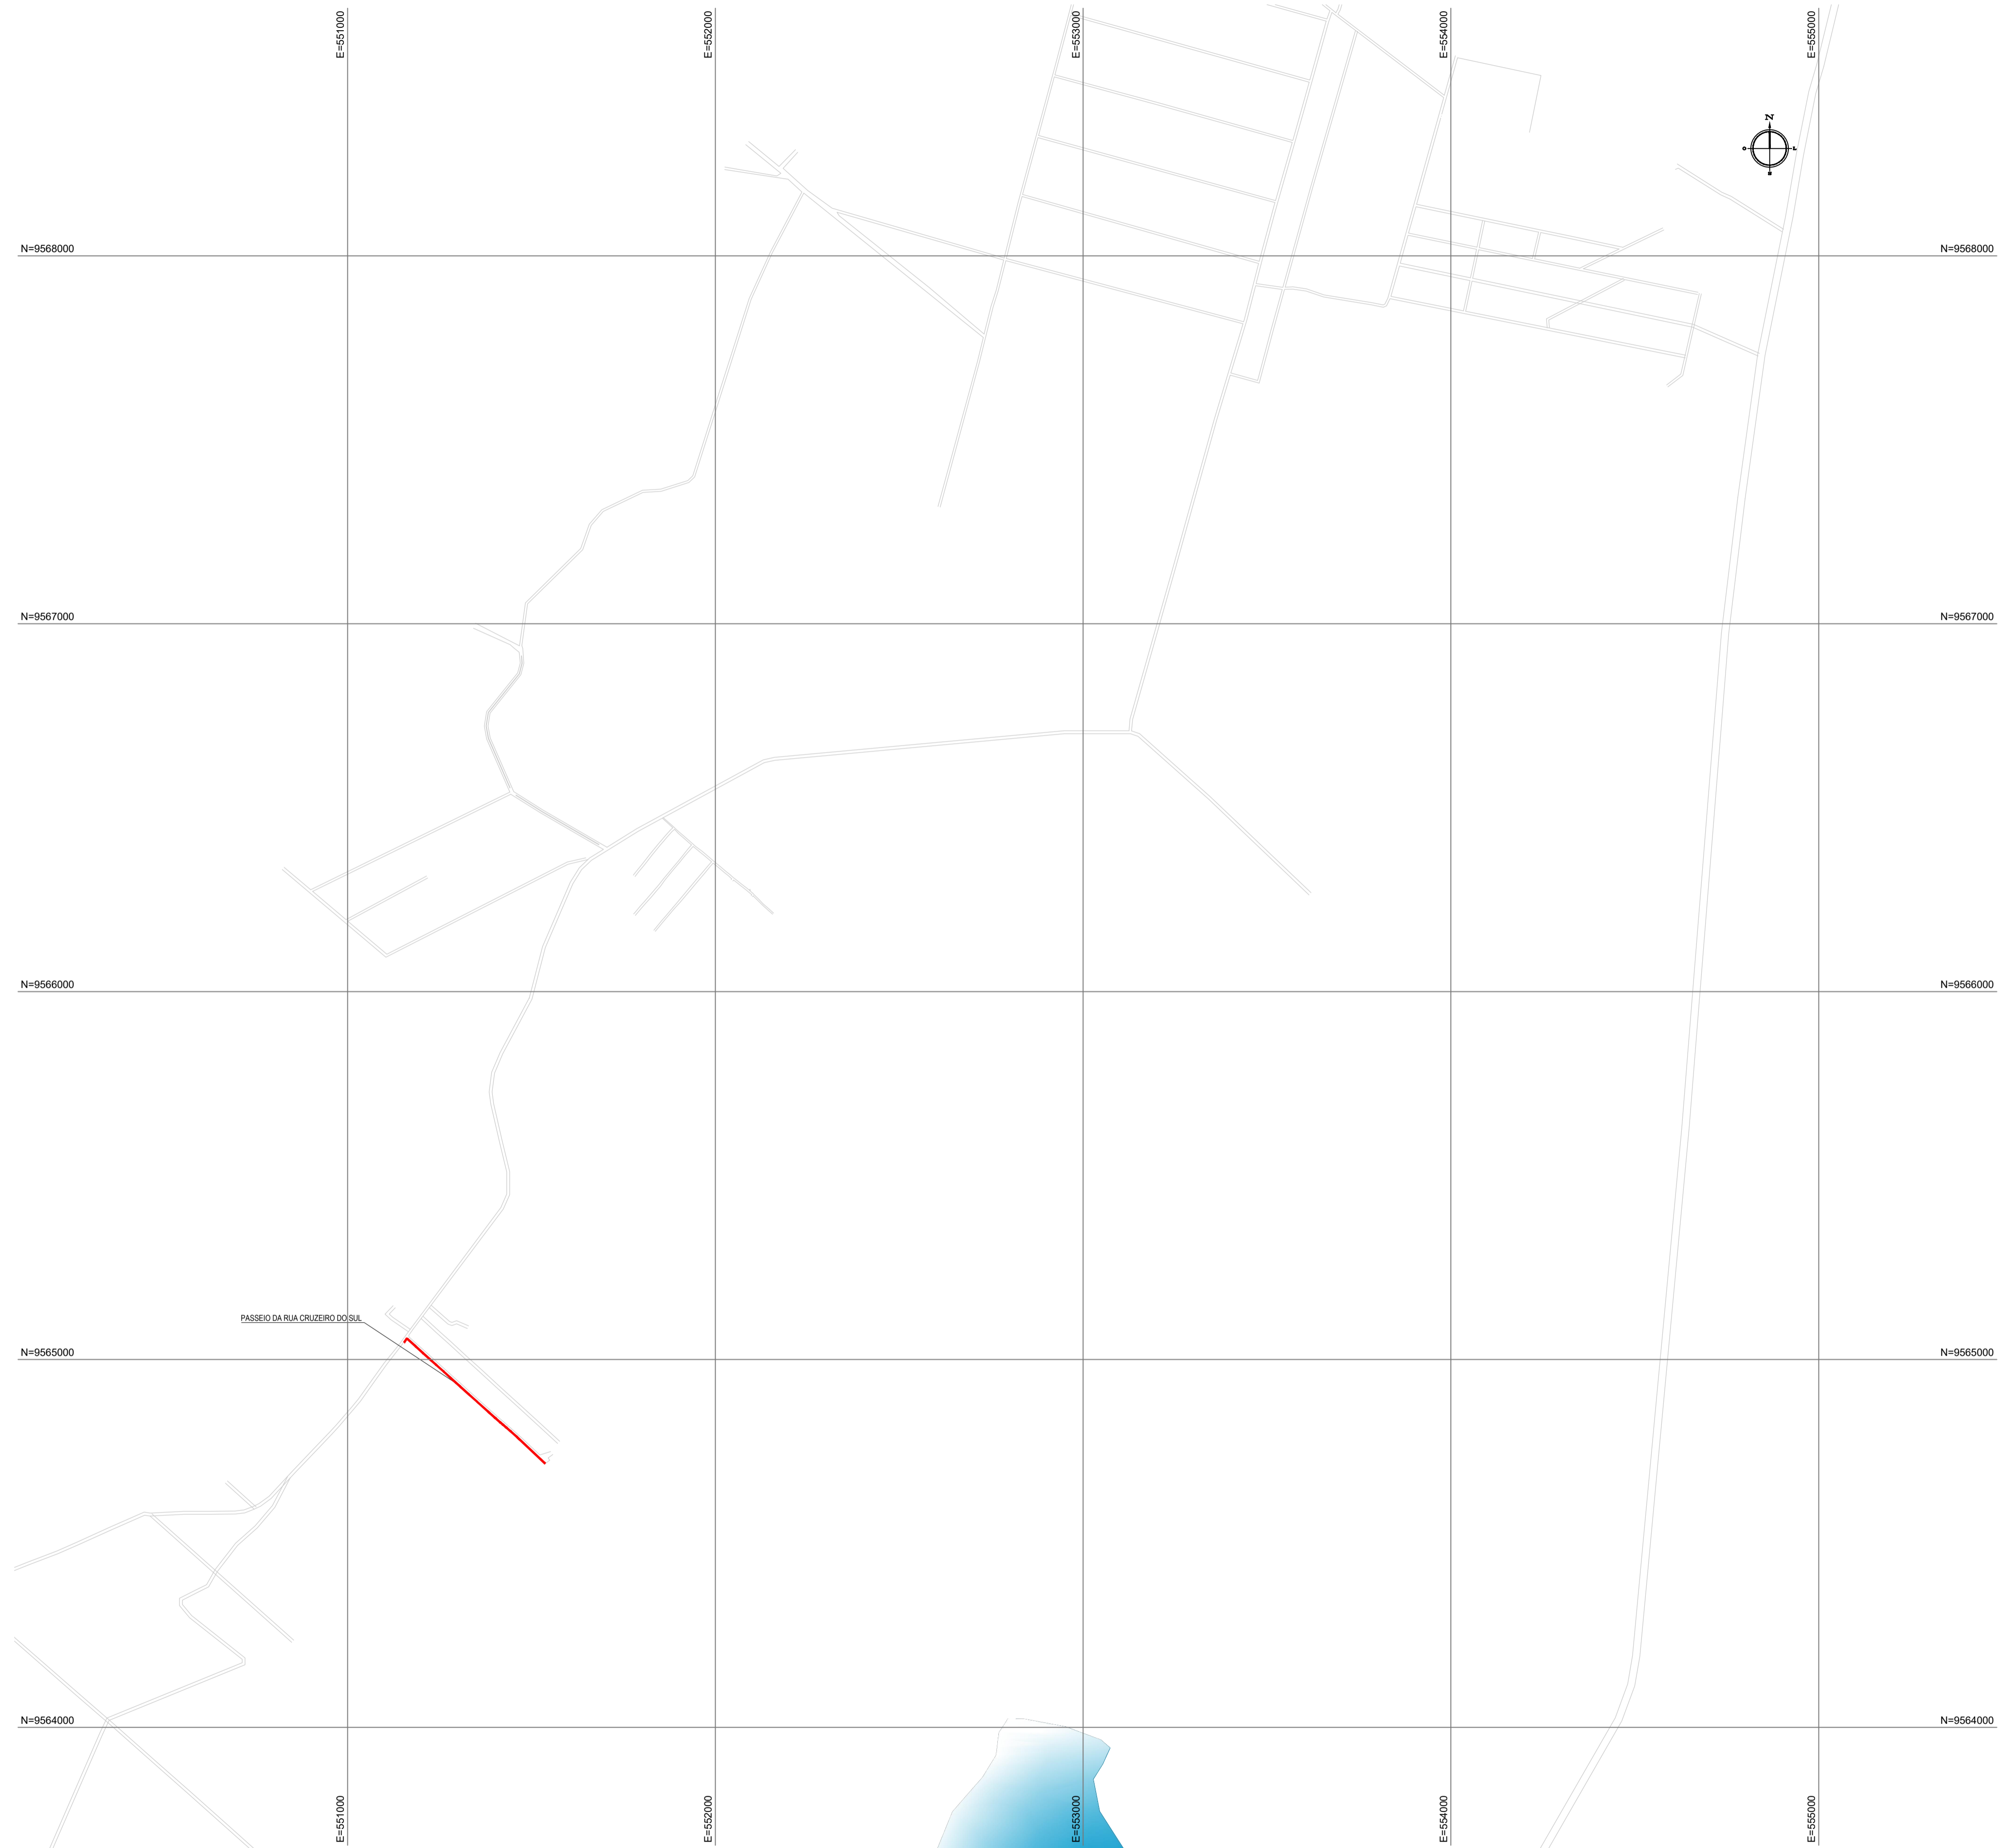 E=551000
E=552000
E=553000
E=554000
E=555000
N
O
L
S
N=9568000
N=9568000
N=9567000
N=9567000
N=9566000
N=9566000
PASSEIO DA RUA CRUZEIRO DO SUL
N=9565000
N=9565000
N=9564000
N=9564000
E=551000
E=552000
E=553000
E=554000
E=555000